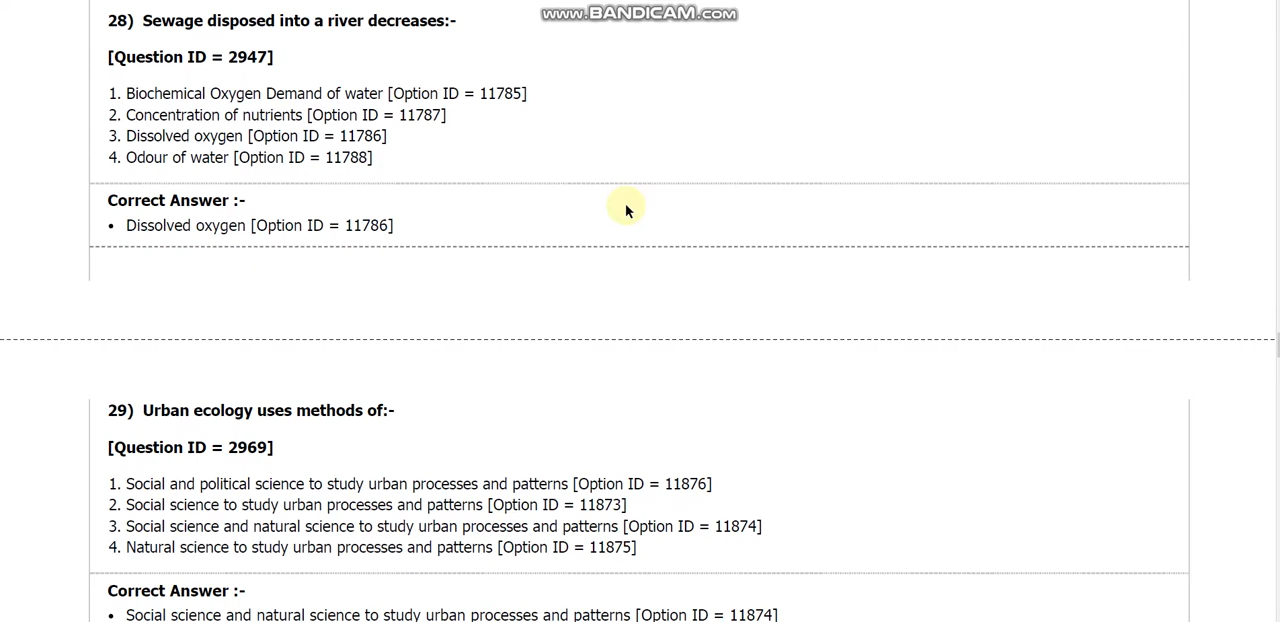 www.BANDICAM.com
28) Sewage disposed into a river decreases:-
[Question ID = 2947]
1. Biochemical Oxygen Demand of water [Option ID = 11785]
2. Concentration of nutrients [Option ID = 11787]
3. Dissolved oxygen [Option ID = 11786]
4. Odour of water [Option ID = 11788]
Correct Answer :-
• Dissolved oxygen [Option ID = 11786]
29) Urban ecology uses methods of:-
[Question ID = 2969]
1. Social and political science to study urban processes and patterns [Option ID = 11876]
2. Social science to study urban processes and patterns [Option ID = 11873]
3. Social science and natural science to study urban processes and patterns [Option ID = 11874]
4. Natural science to study urban processes and patterns [Option ID = 11875]
Correct Answer :-
• Social science and natural science to study urban processes and patterns [Option ID = 11874]